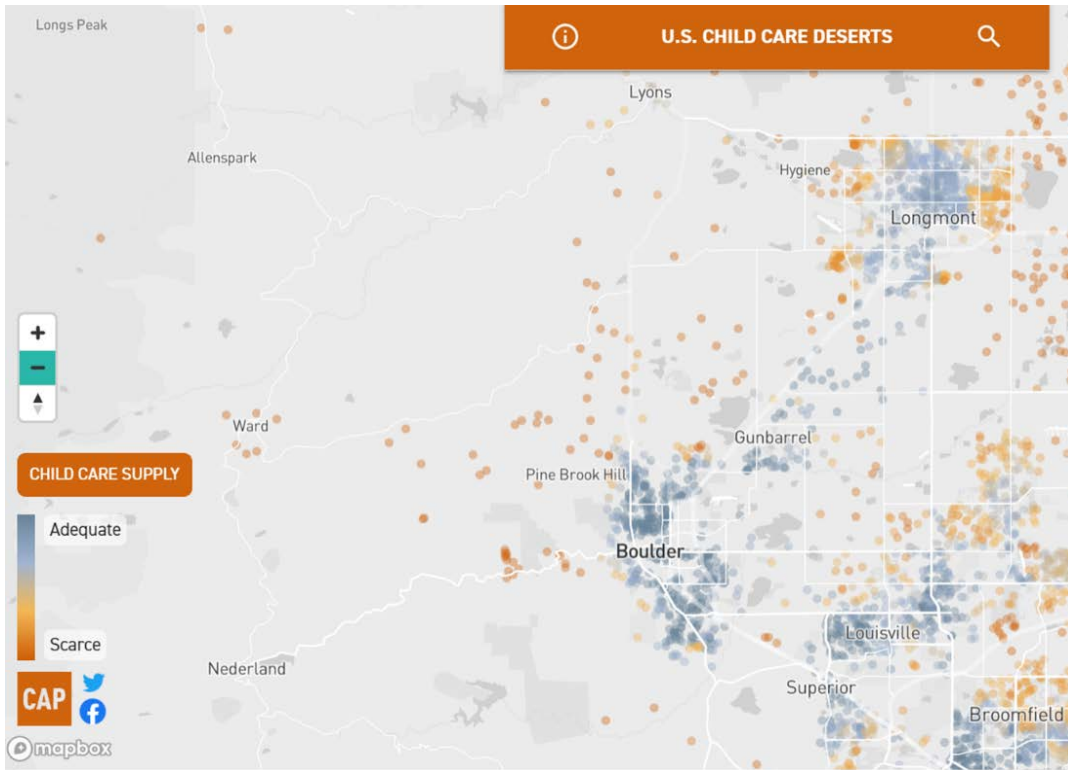 Longs Peak
U.S. CHILD CARE DESERTS
Lyons
Allenspark
Hygiene
Longmont
+
−
Ward
Gunbarrel
Pine Brook Hill
CHILD CARE SUPPLY
Adequate
Boulder
Scarce
Louisville
Nederland
Superior
CAP
Broomfield
mapbox